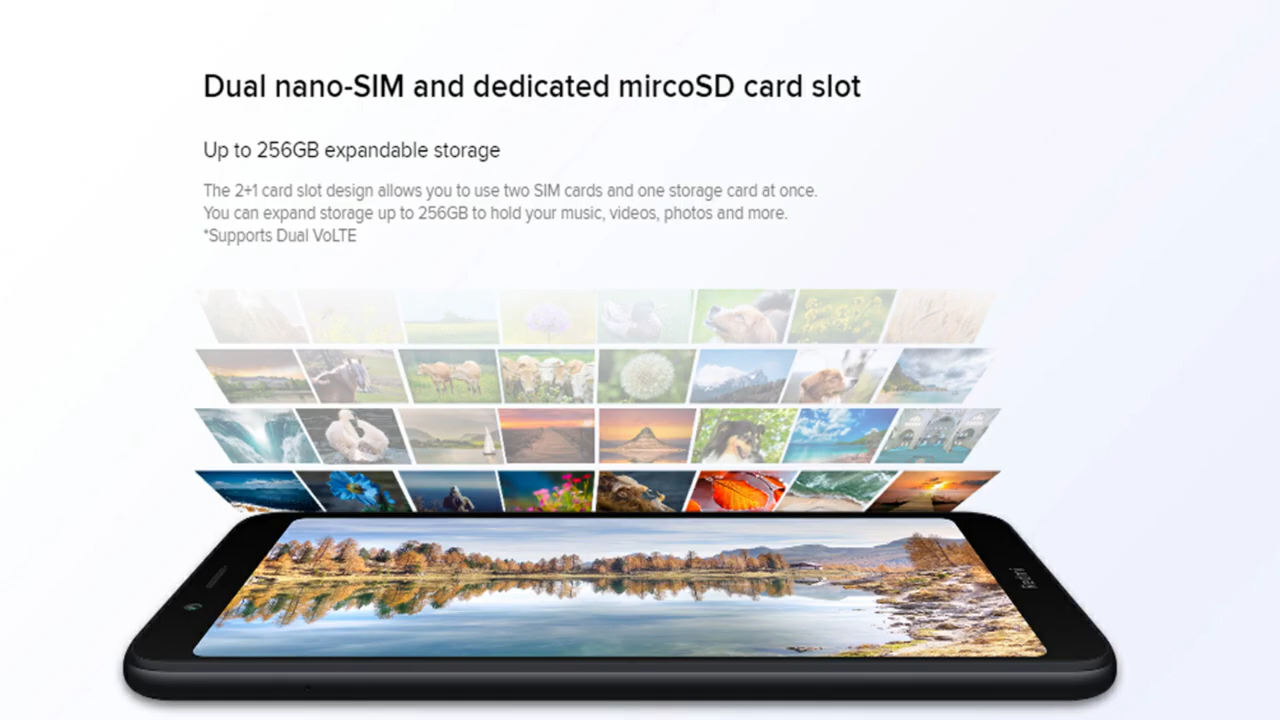 Dual nano-SIM and dedicated mircoSD card slot
Up to 256GB expandable storage
The 2+1 card slot design allows you to use two SIM cards and one storage card at once.
You can expand storage up to 256GB to hold your music, videos, photos and more.
*Supports Dual VoLTE
Redmi